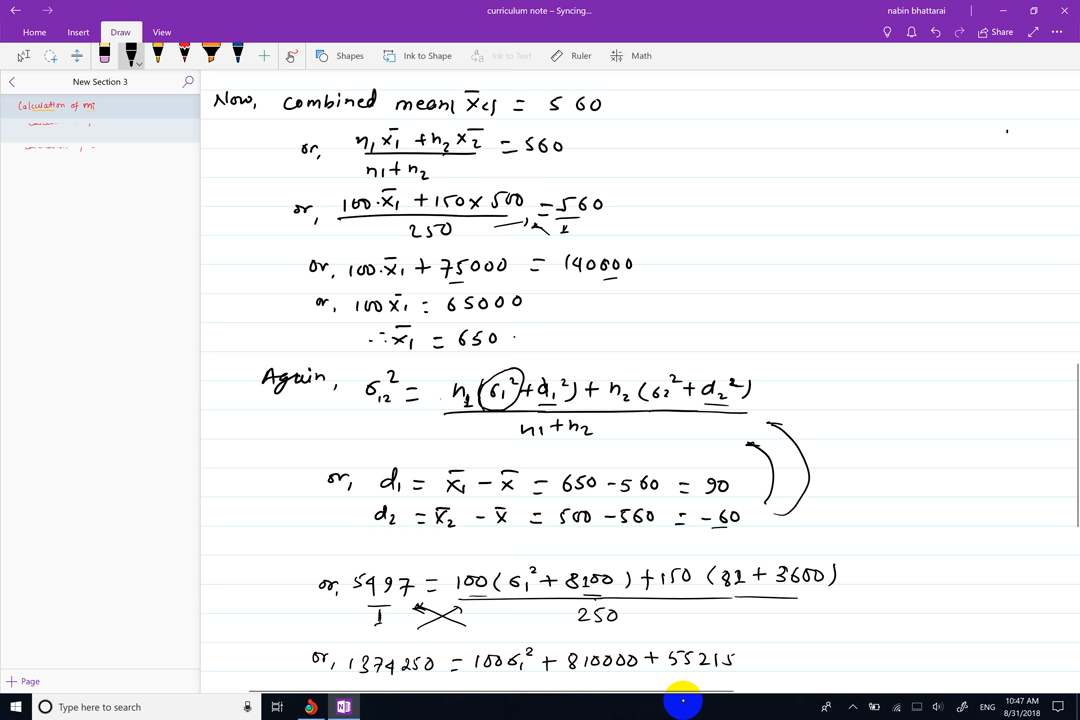 curriculum note – Syncing...
nabin bhattarai
Home Insert Draw View
Share
Shapes Ink to Shape Ink to Text Ruler Math
New Section 3
Calculation of mi
Now, combined mean, x̄ = 560
or, n₁x̄₁ + n₂x̄₂ / n₁ + n₂ = 560
or, 100.x̄₁ + 150 x 500 / 250 = 560 / 1
or, 100.x̄₁ + 75000 = 140000
or, 100x̄₁ = 65000
∴ x̄₁ = 650
Again, σ₁₂² = n₁(σ₁² + d₁²) + n₂(σ₂² + d₂²) / n₁ + n₂
or, d₁ = x̄₁ - x̄ = 650 - 560 = 90
d₂ = x̄₂ - x̄ = 500 - 560 = -60
or, 5497 / 1 = 100(σ₁² + 8100) + 150(81 + 3600) / 250
or, 1374250 = 100σ₁² + 810000 + 55215
Page
Type here to search
ENG
10:47 AM
8/31/2018